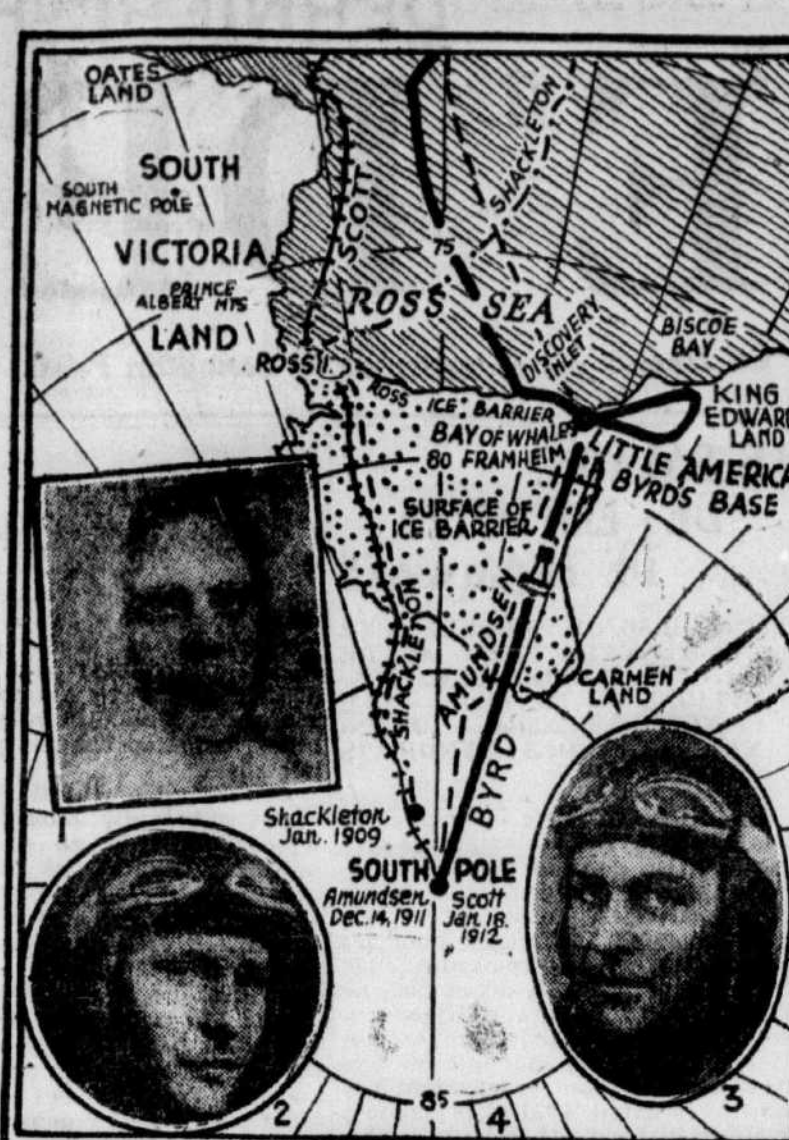 OATES
LAND
SOUTH
SOUTH
MAGNETIC POLE
VICTORIA
PRINCE
ALBERT MTS
LAND
SCOTT
SHACKLETON
75
ROSS SEA
DISCOVERY
INLET
BISCOE
BAY
ROSS I.
ROSS ICE BARRIER
BAY OF WHALES
80 FRAMHEIM
KING
EDWARD
LAND
LITTLE AMERICA
BYRDS BASE
SURFACE OF
ICE BARRIER
SHACKLETON
AMUNDSEN
BYRD
CARMEN
LAND
Shackleton
Jan. 1909
SOUTH POLE
Amundsen
Dec. 14, 1911
Scott
Jan. 18.
1912
1
2
85
4
3